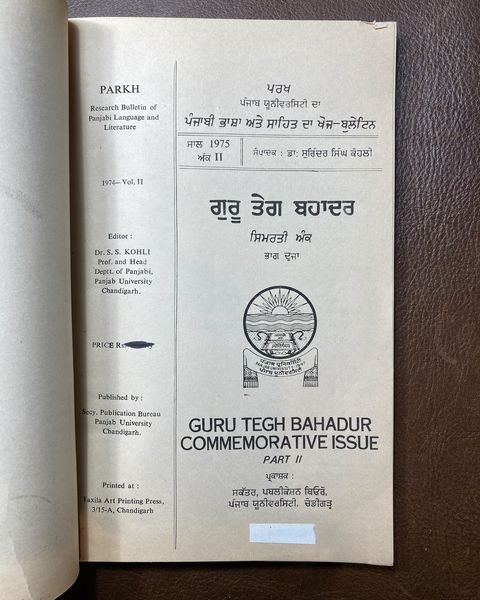 PARKH
Research Bulletin of
Panjabi Language and
Literature
1974—Vol, II
Editor :
Dr. S. S. KOHLI
Prof. and Head
Deptt. of Panjabi,
Panjab University
Chandigarh.
PRICE Rs.
Published by :
Secy. Publication Bureau
Panjab University
Chandigarh.
Printed at :
Taxila Art Printing Press,
3/15-A, Chandigarh
ਪਰਖ
ਪੰਜਾਬ ਯੂਨੀਵਰਸਿਟੀ ਦਾ
ਪੰਜਾਬੀ ਭਾਸ਼ਾ ਅਤੇ ਸਾਹਿਤ ਦਾ ਖੋਜ-ਬੁਲੇਟਿਨ
ਸਾਲ 1975
ਅੰਕ II
ਸੰਪਾਦਕ : ਡਾ: ਸੁਰਿੰਦਰ ਸਿੰਘ ਕੋਹਲੀ
ਗੁਰੂ ਤੇਗ ਬਹਾਦਰ
ਸਿਮਰਤੀ ਅੰਕ
ਭਾਗ ਦੂਜਾ
GURU TEGH BAHADUR
COMMEMORATIVE ISSUE
PART II
ਪ੍ਰਕਾਸ਼ਕ :
ਸਕੱਤਰ, ਪਬਲੀਕੇਸ਼ਨ ਬਿਓਰੋ,
ਪੰਜਾਬ ਯੂਨੀਵਰਸਿਟੀ, ਚੰਡੀਗੜ੍ਹ